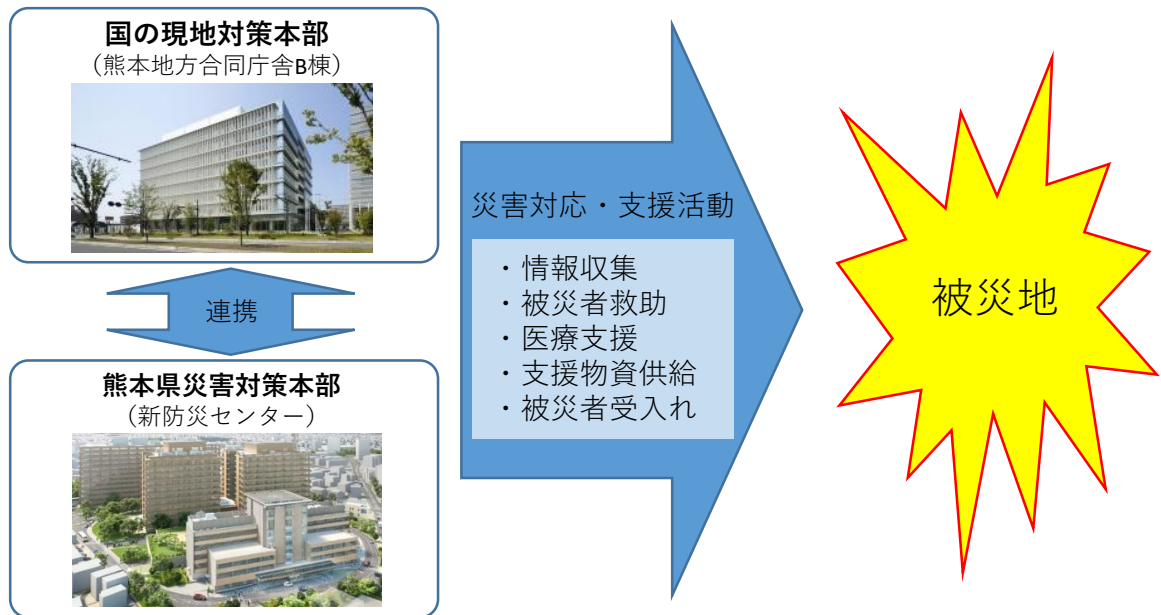 国の現地対策本部
（熊本地方合同庁舎B棟）
連携
熊本県災害対策本部
（新防災センター）
災害対応・支援活動
・情報収集
・被災者救助
・医療支援
・支援物資供給
・被災者受入れ
被災地